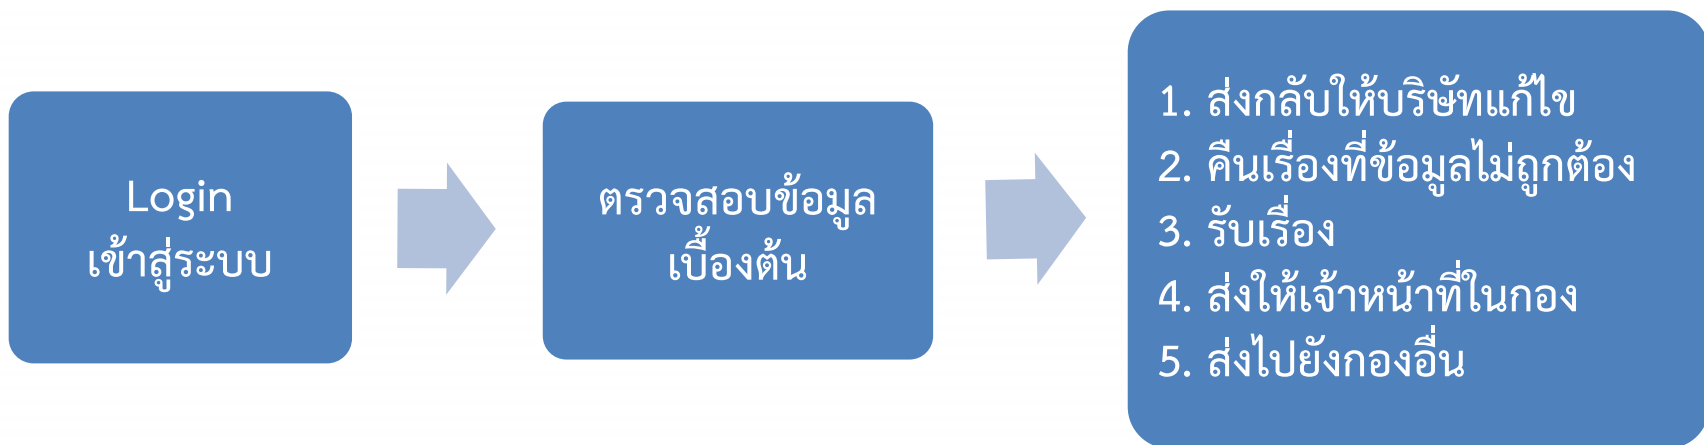 Login
เข้าสู่ระบบ
ตรวจสอบข้อมูล
เบื้องต้น
1. ส่งกลับให้บริษัทแก้ไข
2. คืนเรื่องที่ข้อมูลไม่ถูกต้อง
3. รับเรื่อง
4. ส่งให้เจ้าหน้าที่ในกอง
5. ส่งไปยังกองอื่น